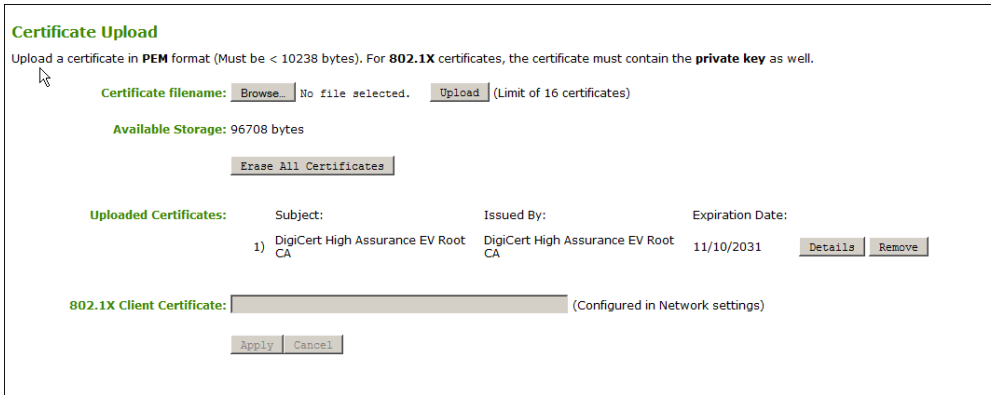 Certificate Upload
Upload a certificate in PEM format (Must be < 10238 bytes). For 802.1X certificates, the certificate must contain the private key as well.
Certificate filename: Browse… No file selected. Upload (Limit of 16 certificates)
Available Storage: 96708 bytes
Erase All Certificates
Uploaded Certificates: Subject: Issued By: Expiration Date:
1) DigiCert High Assurance EV Root CA DigiCert High Assurance EV Root CA 11/10/2031 Details Remove
802.1X Client Certificate: (Configured in Network settings)
Apply Cancel